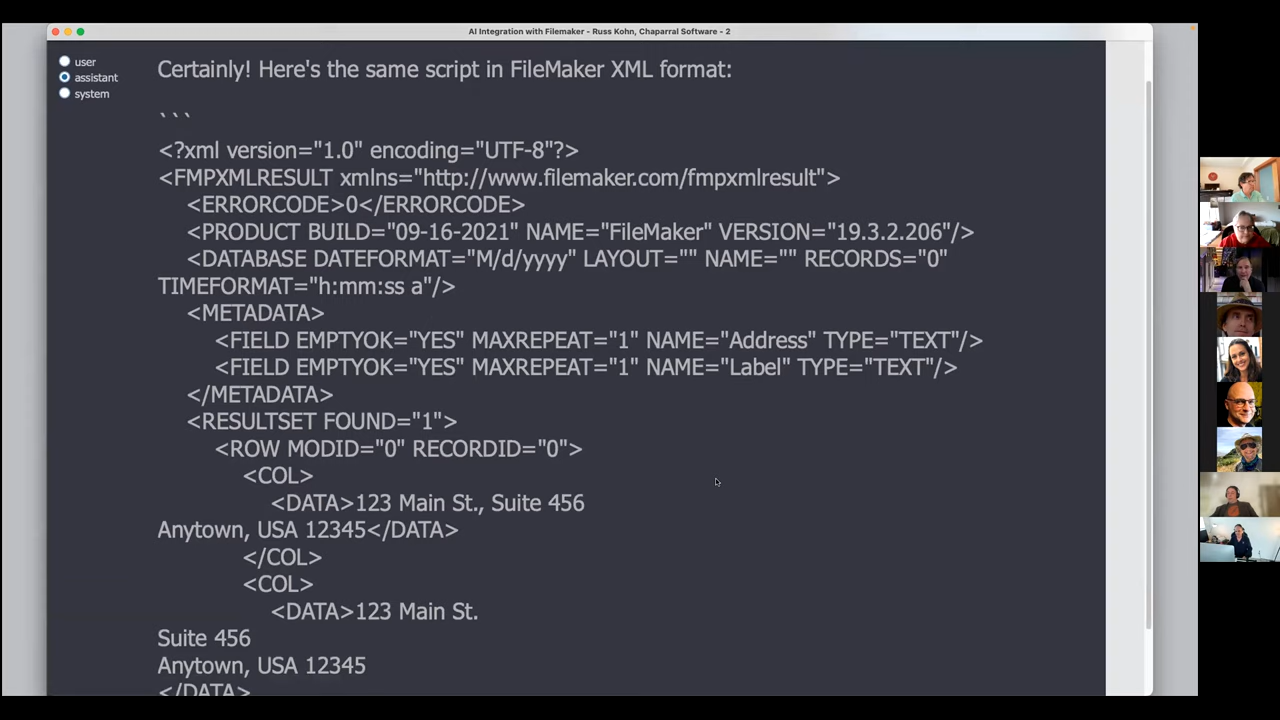 AI Integration with Filemaker - Russ Kohn, Chaparral Software - 2
user
assistant
system
Certainly! Here's the same script in FileMaker XML format:
```
<?xml version="1.0" encoding="UTF-8"?>
<FMPXMLRESULT xmlns="http://www.filemaker.com/fmpxmlresult">
<ERRORCODE>0</ERRORCODE>
<PRODUCT BUILD="09-16-2021" NAME="FileMaker" VERSION="19.3.2.206"/>
<DATABASE DATEFORMAT="M/d/yyyy" LAYOUT="" NAME="" RECORDS="0"
TIMEFORMAT="h:mm:ss a"/>
<METADATA>
<FIELD EMPTYOK="YES" MAXREPEAT="1" NAME="Address" TYPE="TEXT"/>
<FIELD EMPTYOK="YES" MAXREPEAT="1" NAME="Label" TYPE="TEXT"/>
</METADATA>
<RESULTSET FOUND="1">
<ROW MODID="0" RECORDID="0">
<COL>
<DATA>123 Main St., Suite 456
Anytown, USA 12345</DATA>
</COL>
<COL>
<DATA>123 Main St.
Suite 456
Anytown, USA 12345
</DATA>